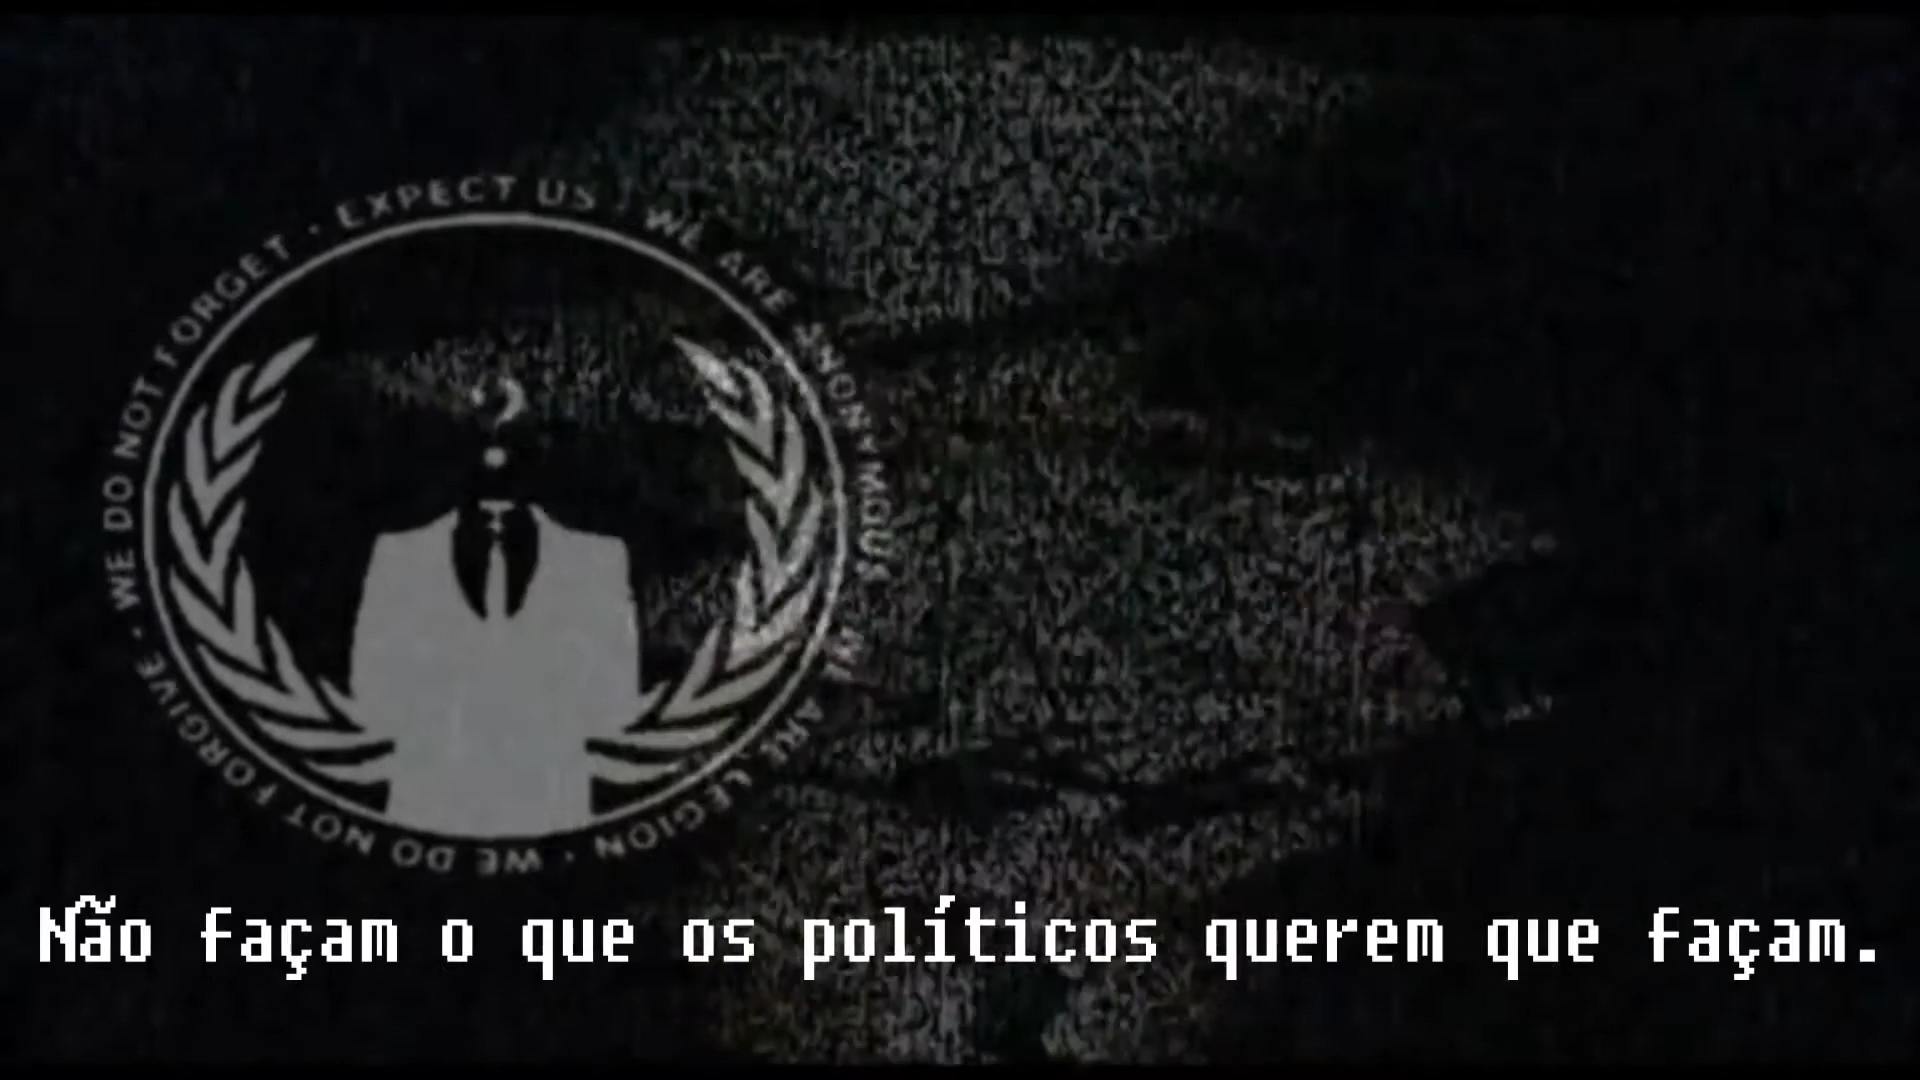 WE ARE ANONYMOUS · WE ARE LEGION · WE DO NOT FORGIVE · WE DO NOT FORGET · EXPECT US ·
?
Não façam o que os políticos querem que façam.